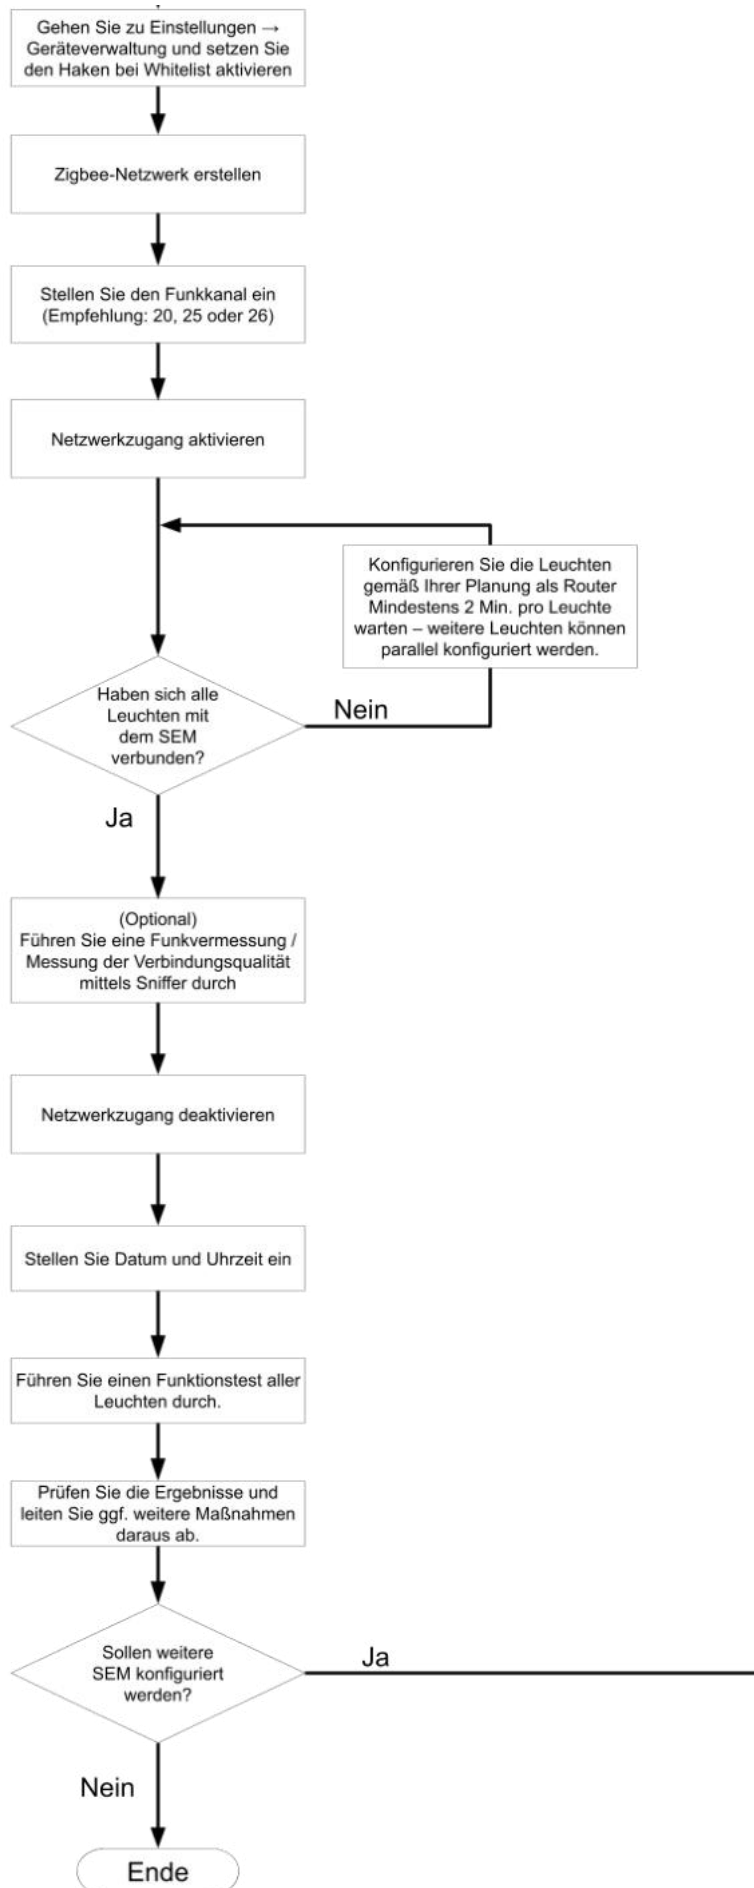 Gehen Sie zu Einstellungen →
Geräteverwaltung und setzen Sie
den Haken bei Whitelist aktivieren
Zigbee-Netzwerk erstellen
Stellen Sie den Funkkanal ein
(Empfehlung: 20, 25 oder 26)
Netzwerkzugang aktivieren
Konfigurieren Sie die Leuchten
gemäß Ihrer Planung als Router
Mindestens 2 Min. pro Leuchte
warten – weitere Leuchten können
parallel konfiguriert werden.
Haben sich alle
Leuchten mit
dem SEM
verbunden?
Nein
Ja
(Optional)
Führen Sie eine Funkvermessung /
Messung der Verbindungsqualität
mittels Sniffer durch
Netzwerkzugang deaktivieren
Stellen Sie Datum und Uhrzeit ein
Führen Sie einen Funktionstest aller
Leuchten durch.
Prüfen Sie die Ergebnisse und
leiten Sie ggf. weitere Maßnahmen
daraus ab.
Sollen weitere
SEM konfiguriert
werden?
Ja
Nein
Ende